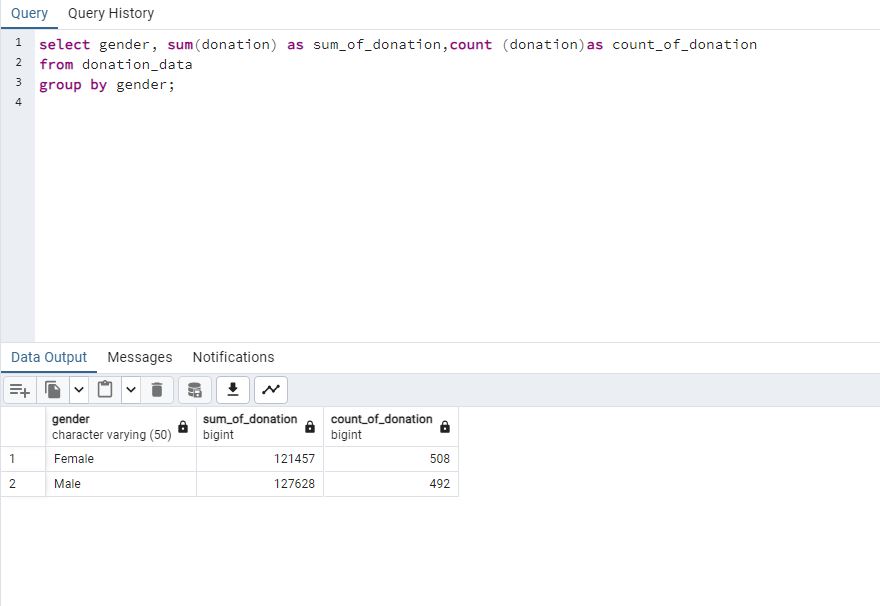 Query Query History
1 select gender, sum(donation) as sum_of_donation,count (donation)as count_of_donation
2 from donation_data
3 group by gender;
4
Data Output Messages Notifications
gender sum_of_donation count_of_donation
character varying (50) bigint bigint
1 Female 121457 508
2 Male 127628 492